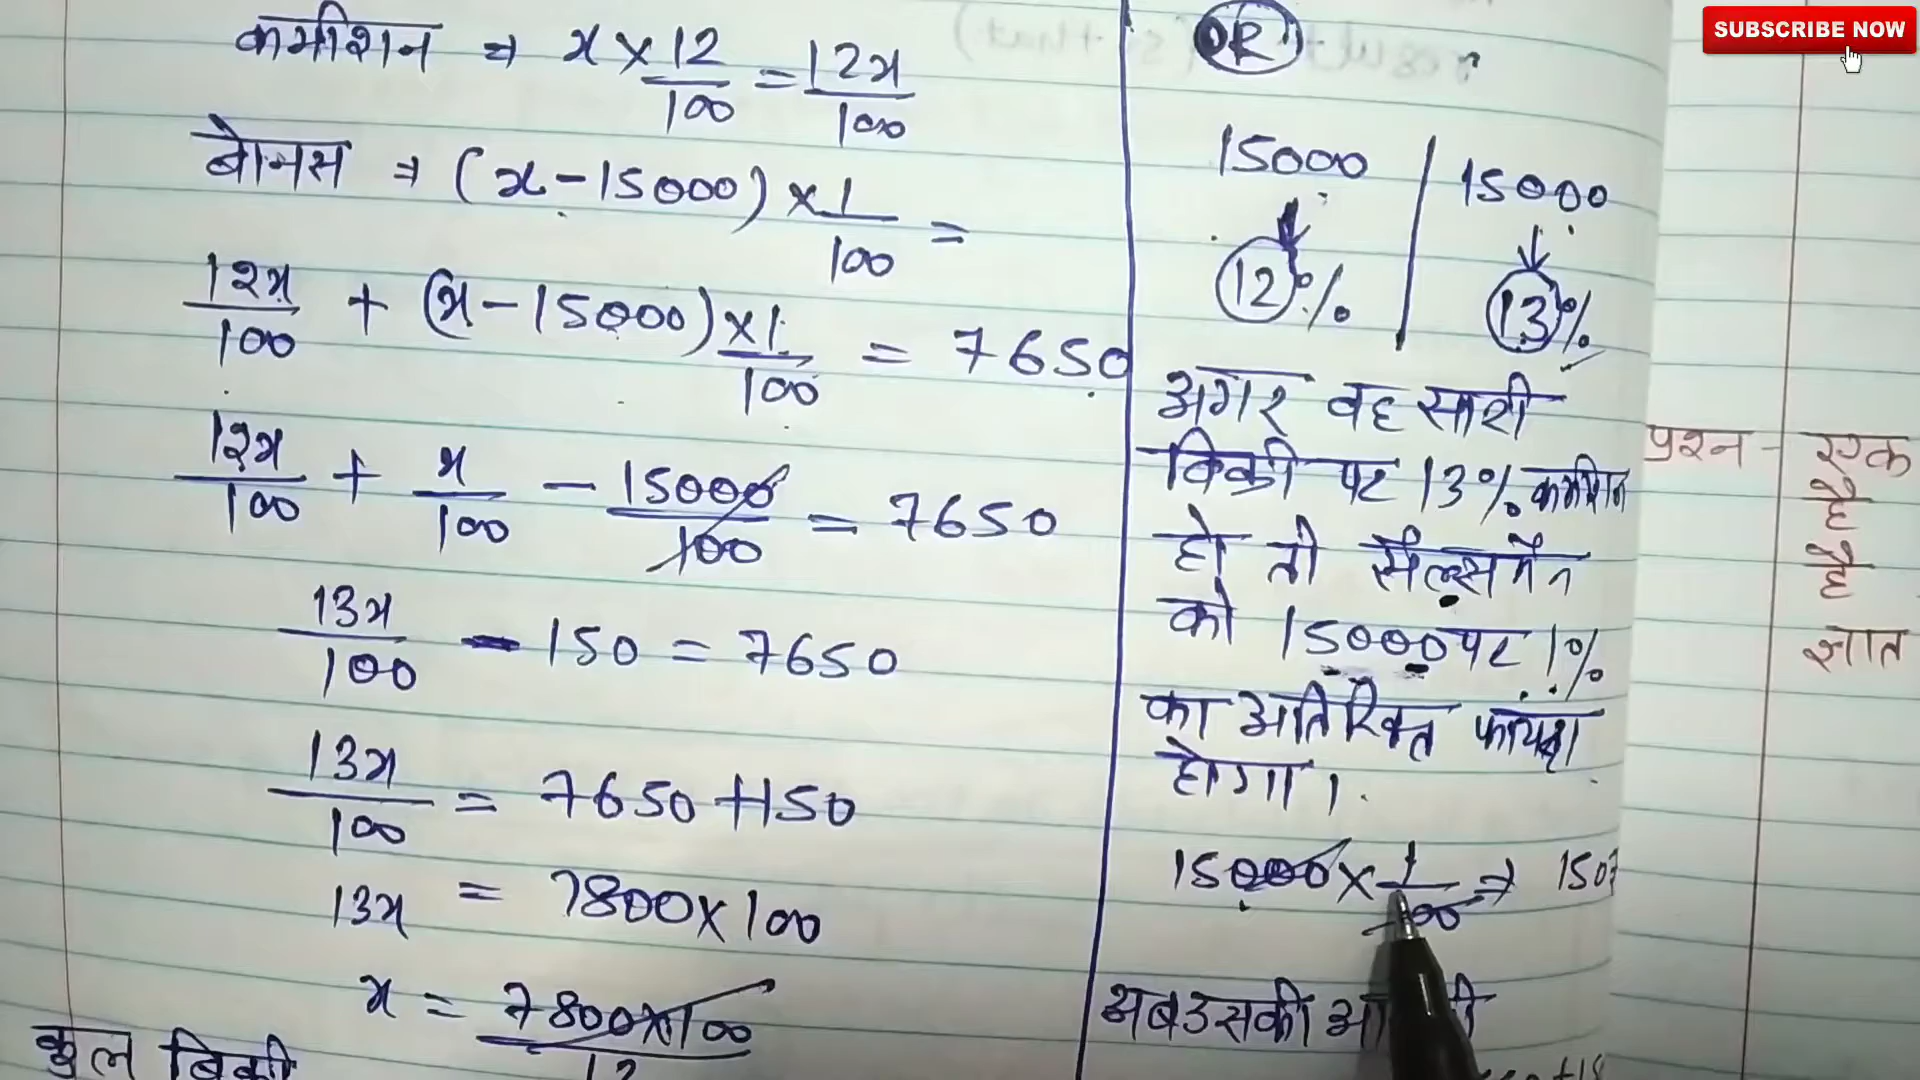 कमीशन ⇒ x × 12/100 = 12x/100
बोनस ⇒ (x - 15000) × 1/100 =
12x/100 + (x - 15000) × 1/100 = 7650
12x/100 + x/100 - 15000/100 = 7650
13x/100 - 150 = 7650
13x/100 = 7650 + 150
13x = 7800 × 100
x = 7800 × 100
कुल बिक्री
OR
15000 | 15000
12% | 13%
अगर वह सारी
बिक्री पर 13% कमीशन
हो तो सेल्समैन
को 15000 पर 1%
का अतिरिक्त फायदा
होगा।
15000 × 1/100 ⇒ 150
अब उसकी
प्रश्न - एक
है
है
ज्ञात
SUBSCRIBE NOW